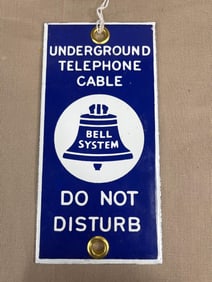 UNDERGROUND
TELEPHONE
CABLE
BELL
SYSTEM
DO NOT
DISTURB